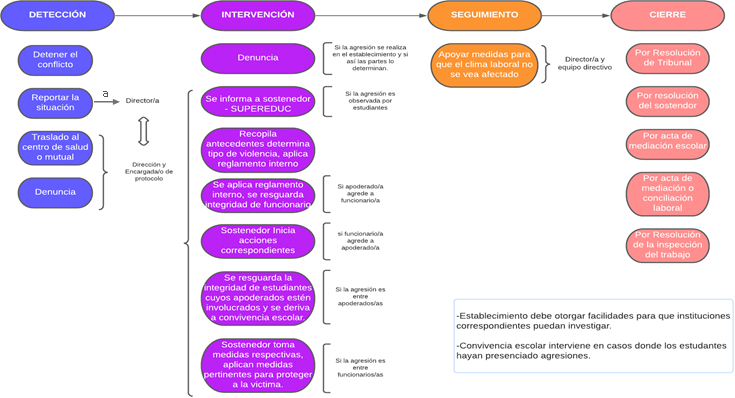 DETECCIÓN
INTERVENCIÓN
SEGUIMIENTO
CIERRE
Detener el
conflicto
Reportar la
situación
a
Director/a
Traslado al
centro de salud
o mutual
Denuncia
Dirección y
Encargada/o de
protocolo
Denuncia
Si la agresión se realiza
en el establecimiento y si
así las partes lo
determinan.
Se informa a sostenedor
- SUPEREDUC
Si la agresión es
observada por
estudiantes
Recopila
antecedentes determina
tipo de violencia, aplica
reglamento interno
Se aplica reglamento
interno, se resguarda
integridad de funcionario
Si apoderado/a
agrede a
funcionario/a
Sostenedor Inicia
acciones
correspondientes
si funcionario/a
agrede a
apoderado/a
Se resguarda la
integridad de estudiantes
cuyos apoderados estén
involucrados y se deriva
a convivencia escolar.
Si la agresión es
entre
apoderados/as
Sostenedor toma
medidas respectivas,
aplican medidas
pertinentes para proteger
a la victima.
Si la agresión es
entre
funcionarios/as
Apoyar medidas para
que el clima laboral no
se vea afectado
Director/a y
equipo directivo
Por Resolución
de Tribunal
Por resolución
del sostendor
Por acta de
mediación escolar
Por acta de
mediación o
conciliación
laboral
Por Resolución
de la inspección
del trabajo
-Establecimiento debe otorgar facilidades para que instituciones
correspondientes puedan investigar.
-Convivencia escolar interviene en casos donde los estudantes
hayan presenciado agresiones.